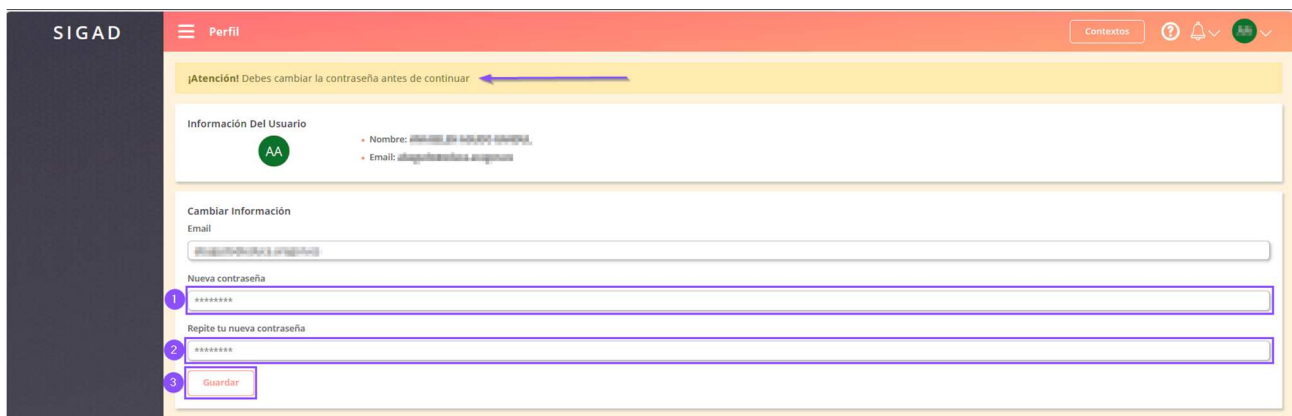 SIGAD
Perfil
Contextos
¡Atención! Debes cambiar la contraseña antes de continuar
Información Del Usuario
AA
Nombre:
Email:
Cambiar Información
Email
Nueva contraseña
1
********
Repite tu nueva contraseña
2
********
3
Guardar